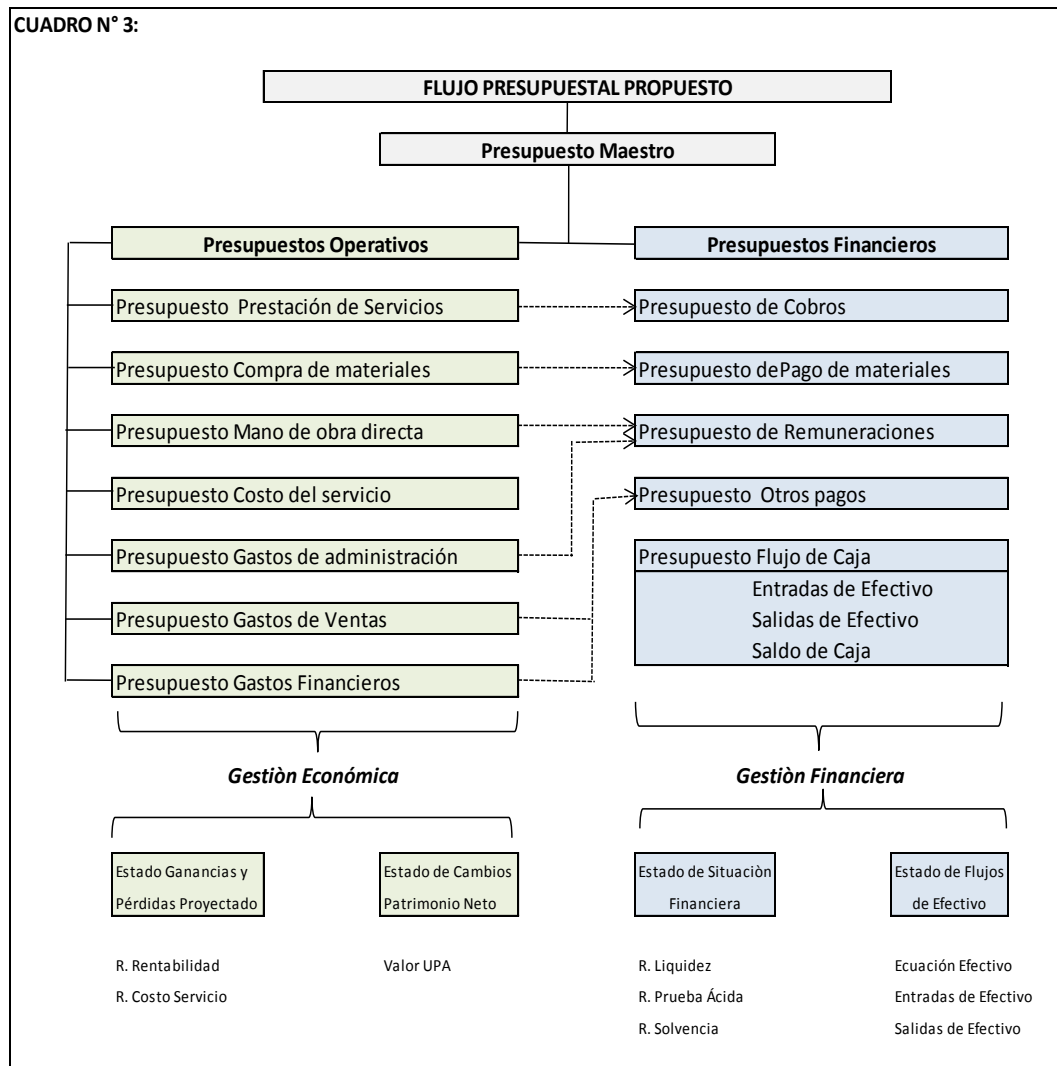 CUADRO N° 3:
FLUJO PRESUPUESTAL PROPUESTO
Presupuesto Maestro
Presupuestos Operativos
Presupuestos Financieros
Presupuesto Prestación de Servicios
Presupuesto de Cobros
Presupuesto Compra de materiales
Presupuesto dePago de materiales
Presupuesto Mano de obra directa
Presupuesto de Remuneraciones
Presupuesto Costo del servicio
Presupuesto Otros pagos
Presupuesto Gastos de administración
Presupuesto Flujo de Caja
Entradas de Efectivo
Presupuesto Gastos de Ventas
Salidas de Efectivo
Saldo de Caja
Presupuesto Gastos Financieros
Gestiòn Económica
Gestiòn Financiera
Estado Ganancias y
Pérdidas Proyectado
Estado de Cambios
Patrimonio Neto
Estado de Situaciòn
Financiera
Estado de Flujos
de Efectivo
R. Rentabilidad
R. Costo Servicio
Valor UPA
R. Liquidez
R. Prueba Ácida
R. Solvencia
Ecuación Efectivo
Entradas de Efectivo
Salidas de Efectivo